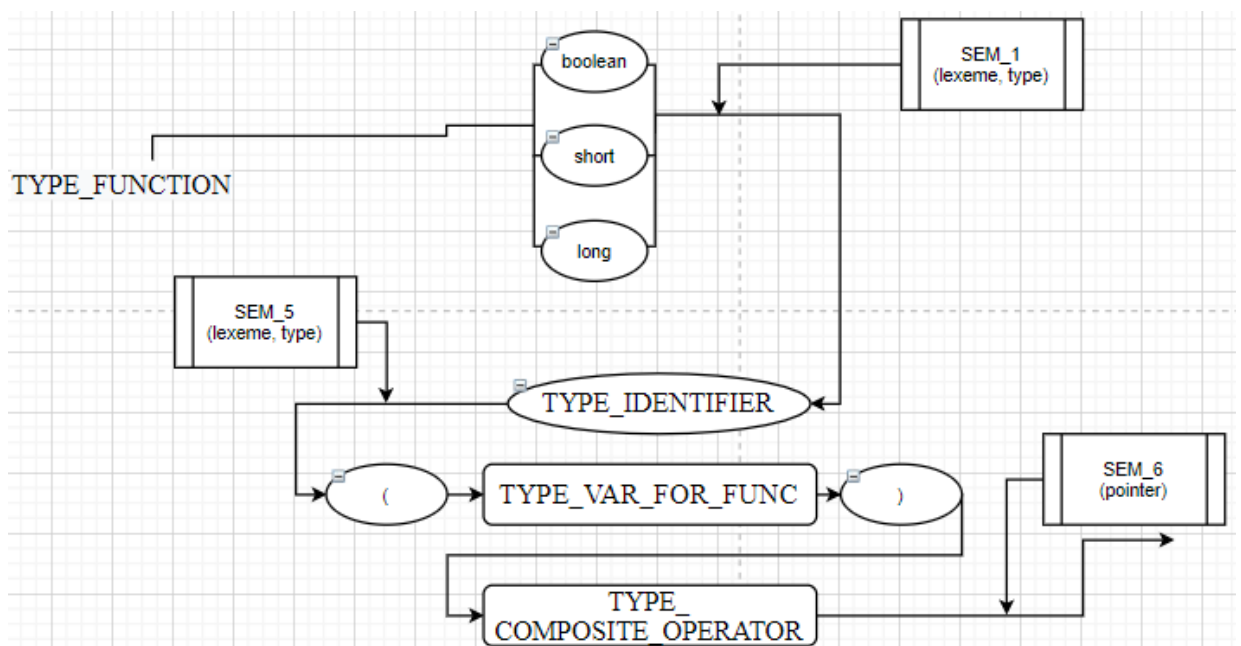 boolean
SEM_1
(lexeme, type)
short
TYPE_FUNCTION
long
SEM_5
(lexeme, type)
TYPE_IDENTIFIER
SEM_6
(pointer)
(
TYPE_VAR_FOR_FUNC
)
TYPE_
COMPOSITE_OPERATOR